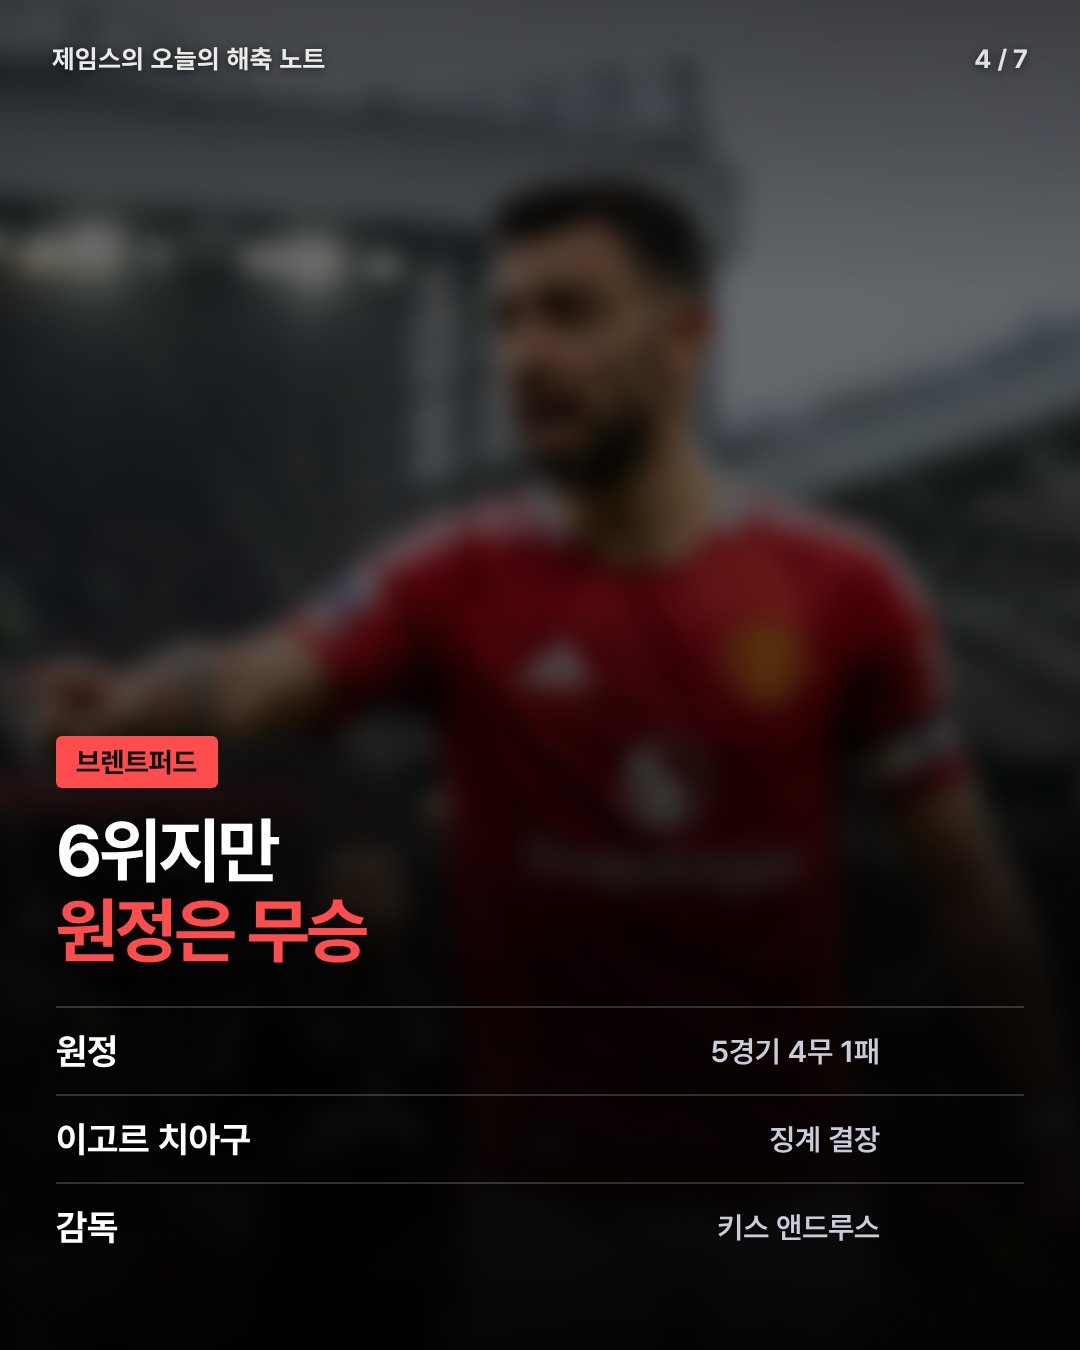 제임스의 오늘의 해축 노트
4 / 7
브렌트퍼드
6위지만
원정은 무승
원정 5경기 4무 1패
이고르 치아구 징계 결장
감독 키스 앤드루스